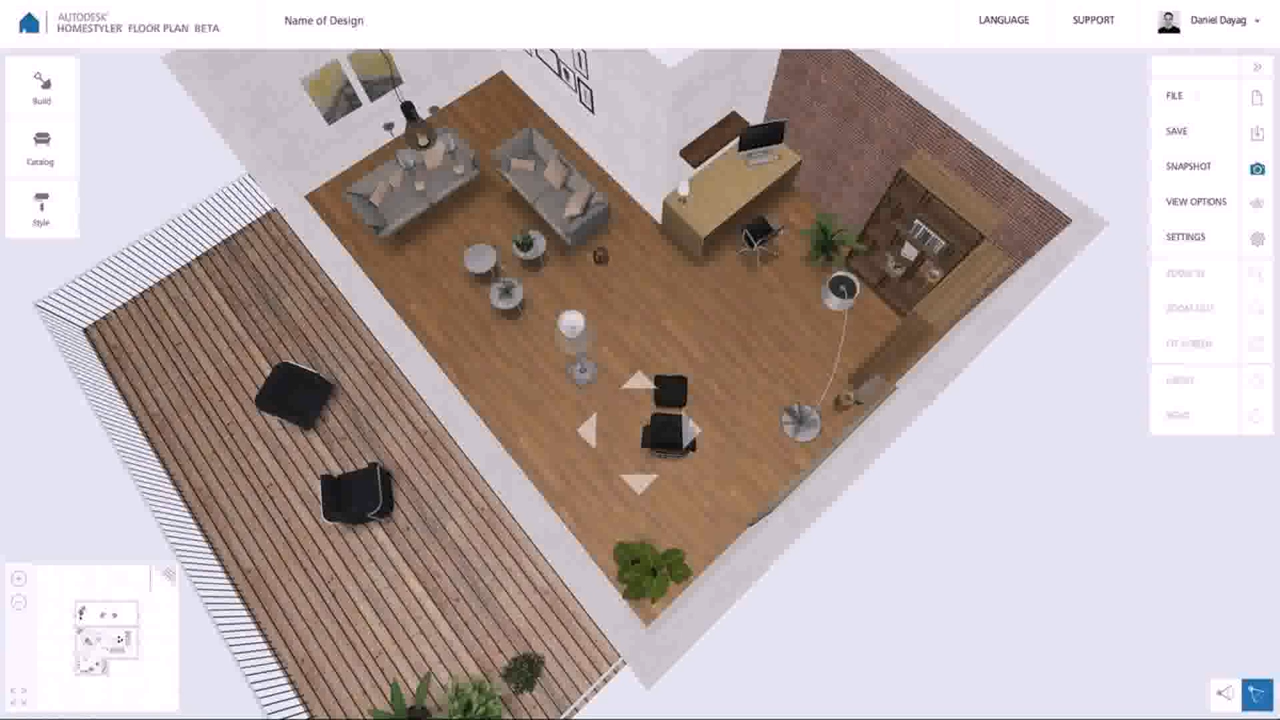 AUTODESK®
HOMESTYLER FLOOR PLAN BETA
Name of Design
LANGUAGE
SUPPORT
Daniel Dayag
Build
Catalog
Style
FILE
SAVE
SNAPSHOT
VIEW OPTIONS
SETTINGS